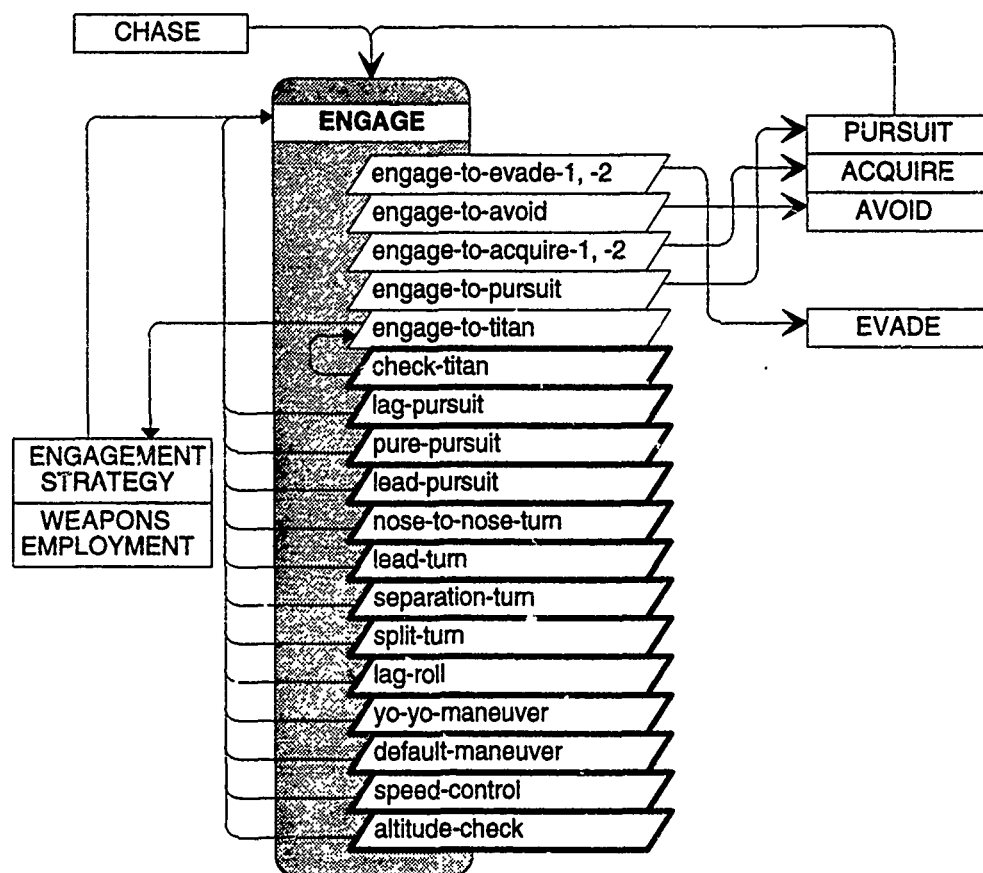 CHASE
ENGAGE
engage-to-evade-1, -2
engage-to-avoid
engage-to-acquire-1, -2
engage-to-pursuit
engage-to-titan
check-titan
lag-pursuit
pure-pursuit
lead-pursuit
nose-to-nose-turn
lead-turn
separation-turn
split-turn
lag-roll
yo-yo-maneuver
default-maneuver
speed-control
altitude-check
PURSUIT
ACQUIRE
AVOID
EVADE
ENGAGEMENT
STRATEGY
WEAPONS
EMPLOYMENT